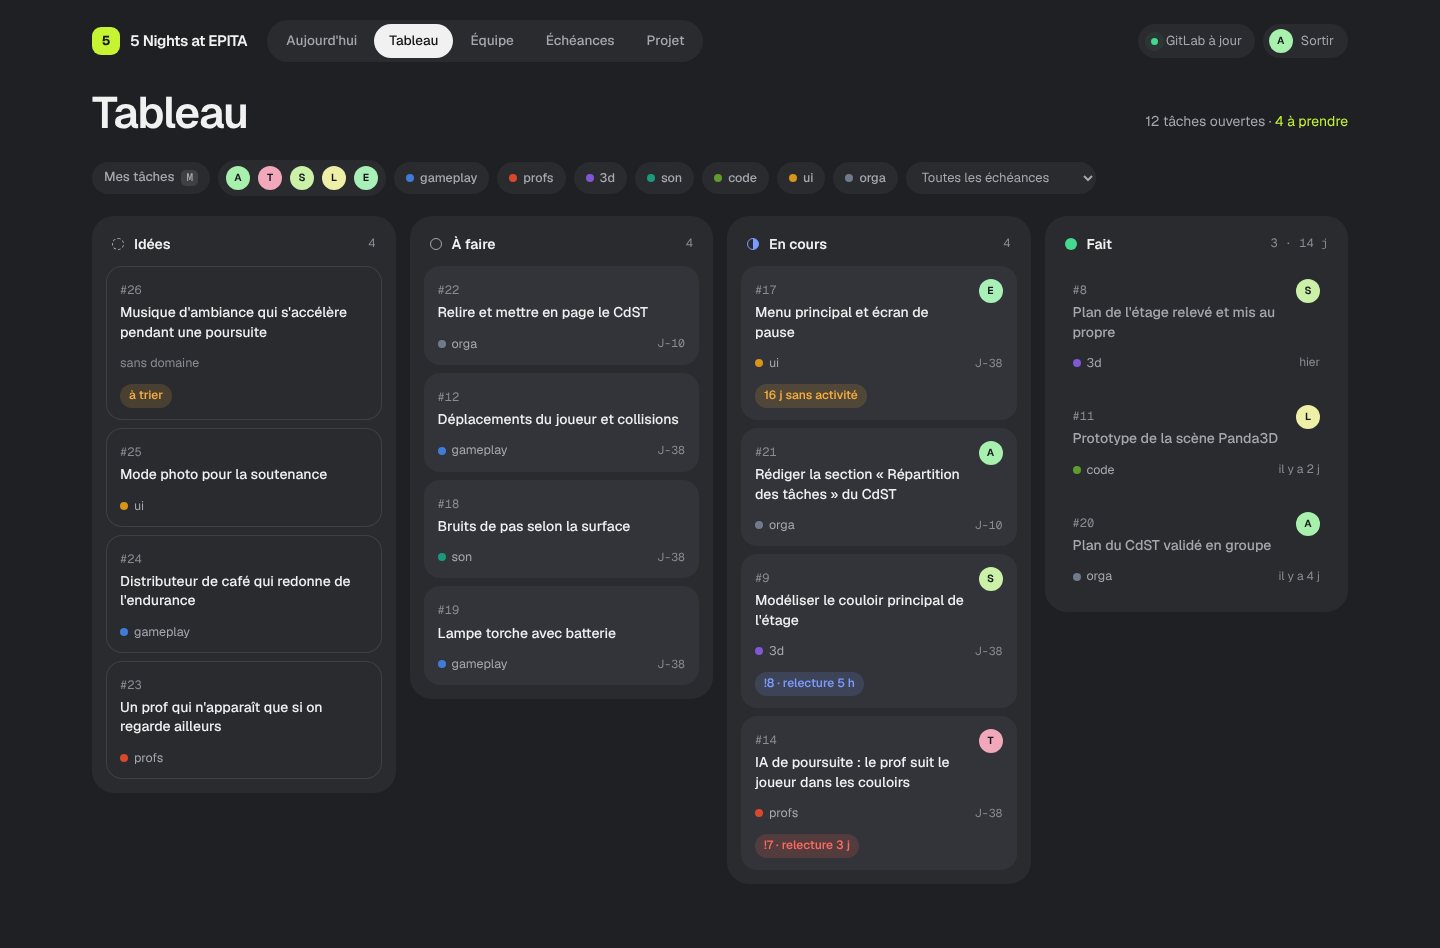 5 5 Nights at EPITA Aujourd'hui Tableau Équipe Échéances Projet GitLab à jour A Sortir
Tableau
12 tâches ouvertes · 4 à prendre
Mes tâches M A T S L E gameplay profs 3d son code ui orga Toutes les échéances
Idées 4
#26
Musique d'ambiance qui s'accélère
pendant une poursuite
sans domaine
à trier
#25
Mode photo pour la soutenance
ui
#24
Distributeur de café qui redonne de
l'endurance
gameplay
#23
Un prof qui n'apparaît que si on
regarde ailleurs
profs
À faire 4
#22
Relire et mettre en page le CdST
orga J-10
#12
Déplacements du joueur et collisions
gameplay J-38
#18
Bruits de pas selon la surface
son J-38
#19
Lampe torche avec batterie
gameplay J-38
En cours 4
#17 E
Menu principal et écran de
pause
ui J-38
16 j sans activité
#21 A
Rédiger la section « Répartition
des tâches » du CdST
orga J-10
#9 S
Modéliser le couloir principal de
l'étage
3d J-38
!8 · relecture 5 h
#14 T
IA de poursuite : le prof suit le
joueur dans les couloirs
profs J-38
!7 · relecture 3 j
Fait 3 · 14 j
#8 S
Plan de l'étage relevé et mis au
propre
3d hier
#11 L
Prototype de la scène Panda3D
code il y a 2 j
#20 A
Plan du CdST validé en groupe
orga il y a 4 j